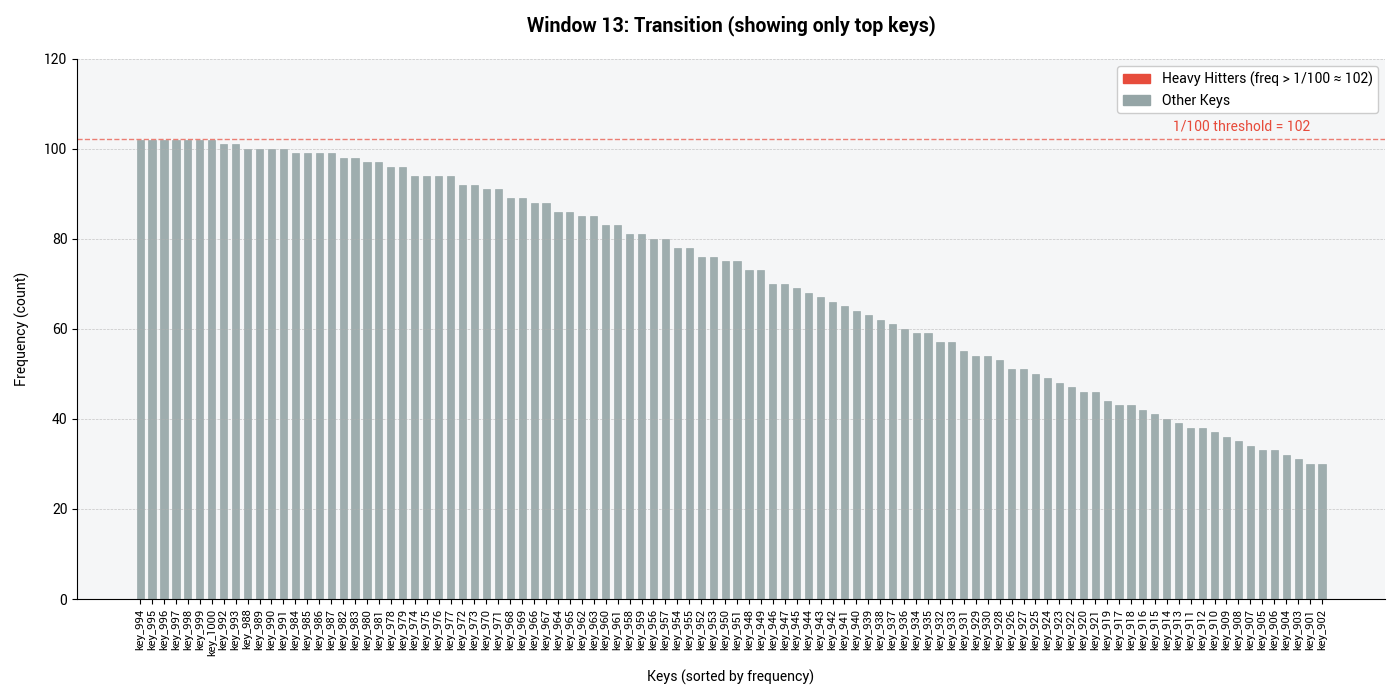 Window 13: Transition (showing only top keys)
Heavy Hitters (freq > 1/100 ≈ 102)
Other Keys
1/100 threshold = 102
Frequency (count)
120
100
80
60
40
20
0
key_994 key_995 key_996 key_997 key_998 key_999 key_1000 key_992 key_993 key_988 key_989 key_990 key_991 key_984 key_985 key_986 key_987 key_982 key_983 key_980 key_981 key_978 key_979 key_974 key_975 key_976 key_977 key_972 key_973 key_970 key_971 key_968 key_969 key_966 key_967 key_964 key_965 key_962 key_963 key_960 key_961 key_958 key_959 key_956 key_957 key_954 key_955 key_952 key_953 key_950 key_951 key_948 key_949 key_946 key_947 key_945 key_944 key_943 key_942 key_941 key_940 key_939 key_938 key_937 key_936 key_934 key_935 key_932 key_933 key_931 key_929 key_930 key_928 key_926 key_927 key_925 key_924 key_923 key_922 key_920 key_921 key_919 key_917 key_918 key_916 key_915 key_914 key_913 key_911 key_912 key_910 key_909 key_908 key_907 key_905 key_906 key_904 key_903 key_901 key_902
Keys (sorted by frequency)